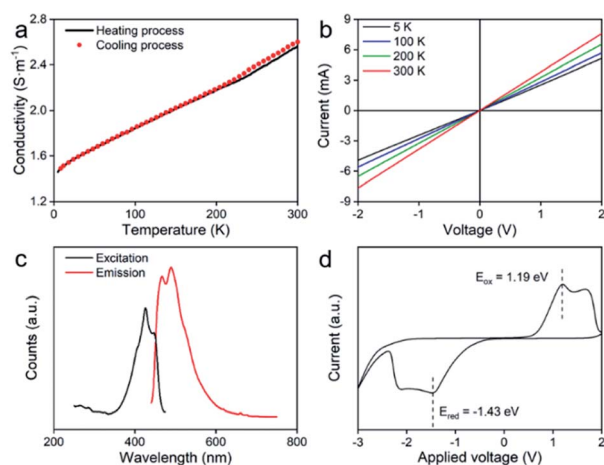 a
Heating process
Cooling process
Conductivity (S·m⁻¹)
2.8
2.4
2.0
1.6
1.2
0
100
200
300
Temperature (K)
b
5 K
100 K
200 K
300 K
Current (mA)
9
6
3
0
-3
-6
-9
-2
-1
0
1
2
Voltage (V)
c
Excitation
Emission
Counts (a.u.)
200
400
600
800
Wavelength (nm)
d
Eox = 1.19 eV
Ered = -1.43 eV
Current (a.u.)
-3
-2
-1
0
1
2
Applied voltage (V)